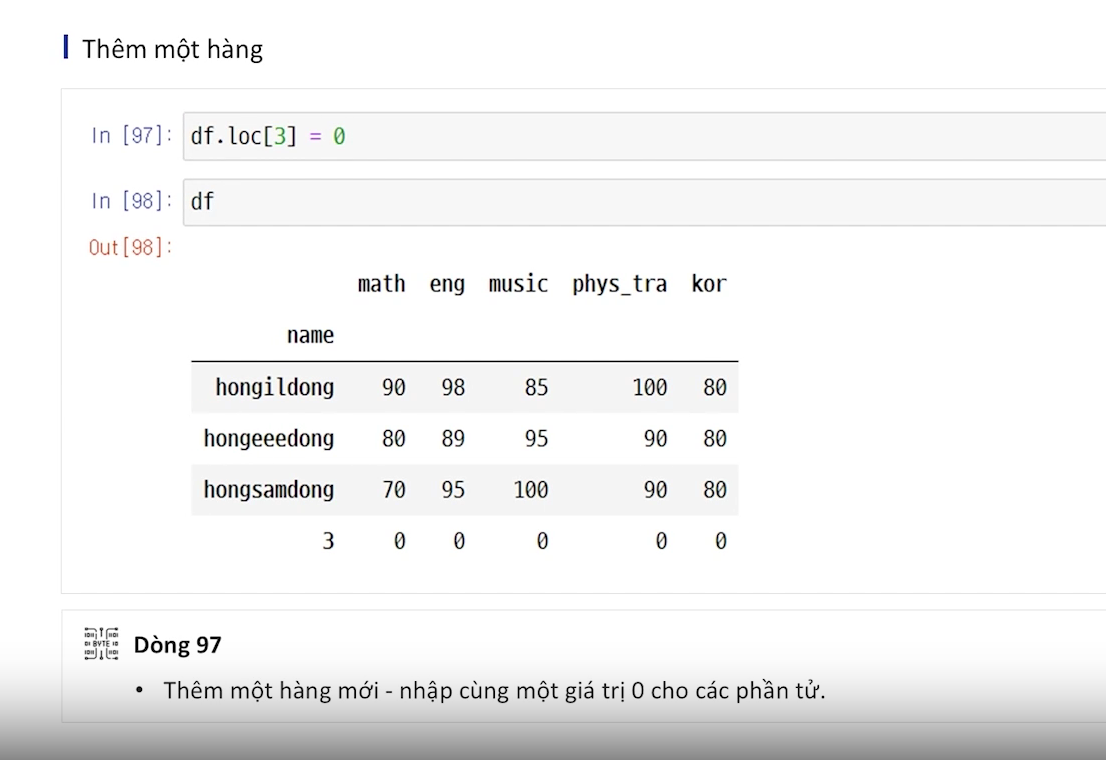 Thêm một hàng
In [97]: df.loc[3] = 0
In [98]: df
Out[98]:
math eng music phys_tra kor
name
hongildong 90 98 85 100 80
hongeeedong 80 89 95 90 80
hongsamdong 70 95 100 90 80
3 0 0 0 0 0
Dòng 97
• Thêm một hàng mới - nhập cùng một giá trị 0 cho các phần tử.